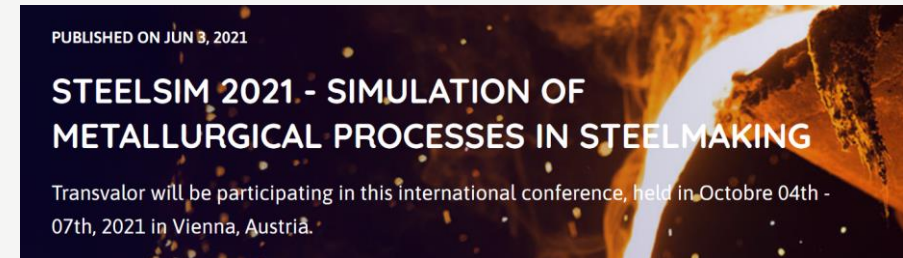 PUBLISHED ON JUN 3, 2021
STEELSIM 2021 - SIMULATION OF
METALLURGICAL PROCESSES IN STEELMAKING
Transvalor will be participating in this international conference, held in Octobre 04th -
07th, 2021 in Vienna, Austria.